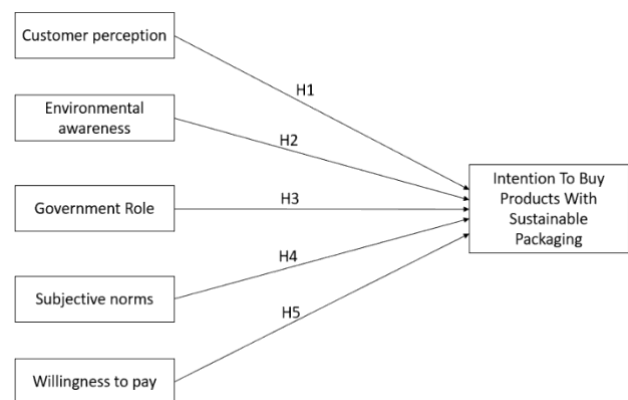 Customer perception
H1
Environmental
awareness
H2
Government Role
H3
Intention To Buy
Products With
Sustainable
Packaging
Subjective norms
H4
Willingness to pay
H5